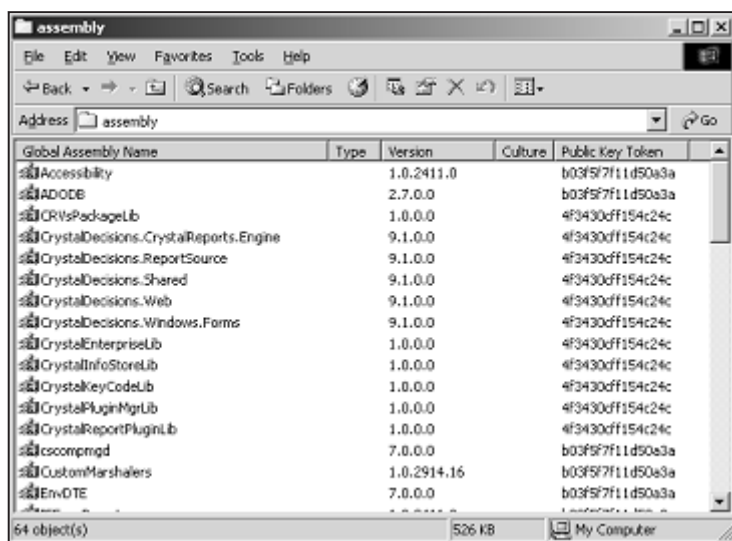 assembly
File Edit View Favorites Tools Help
Back Search Folders
Address assembly Go
Global Assembly Name Type Version Culture Public Key Token
Accessibility 1.0.2411.0 b03f5f7f11d50a3a
ADODB 2.7.0.0 b03f5f7f11d50a3a
CRVsPackageLib 1.0.0.0 4f3430cff154c24c
CrystalDecisions.CrystalReports.Engine 9.1.0.0 4f3430cff154c24c
CrystalDecisions.ReportSource 9.1.0.0 4f3430cff154c24c
CrystalDecisions.Shared 9.1.0.0 4f3430cff154c24c
CrystalDecisions.Web 9.1.0.0 4f3430cff154c24c
CrystalDecisions.Windows.Forms 9.1.0.0 4f3430cff154c24c
CrystalEnterpriseLib 1.0.0.0 4f3430cff154c24c
CrystalInfoStoreLib 1.0.0.0 4f3430cff154c24c
CrystalKeyCodeLib 1.0.0.0 4f3430cff154c24c
CrystalPluginMgrLib 1.0.0.0 4f3430cff154c24c
CrystalReportPluginLib 1.0.0.0 4f3430cff154c24c
cscompmgd 7.0.0.0 b03f5f7f11d50a3a
CustomMarshalers 1.0.2914.16 b03f5f7f11d50a3a
EnvDTE 7.0.0.0 b03f5f7f11d50a3a
64 object(s) 526 KB My Computer